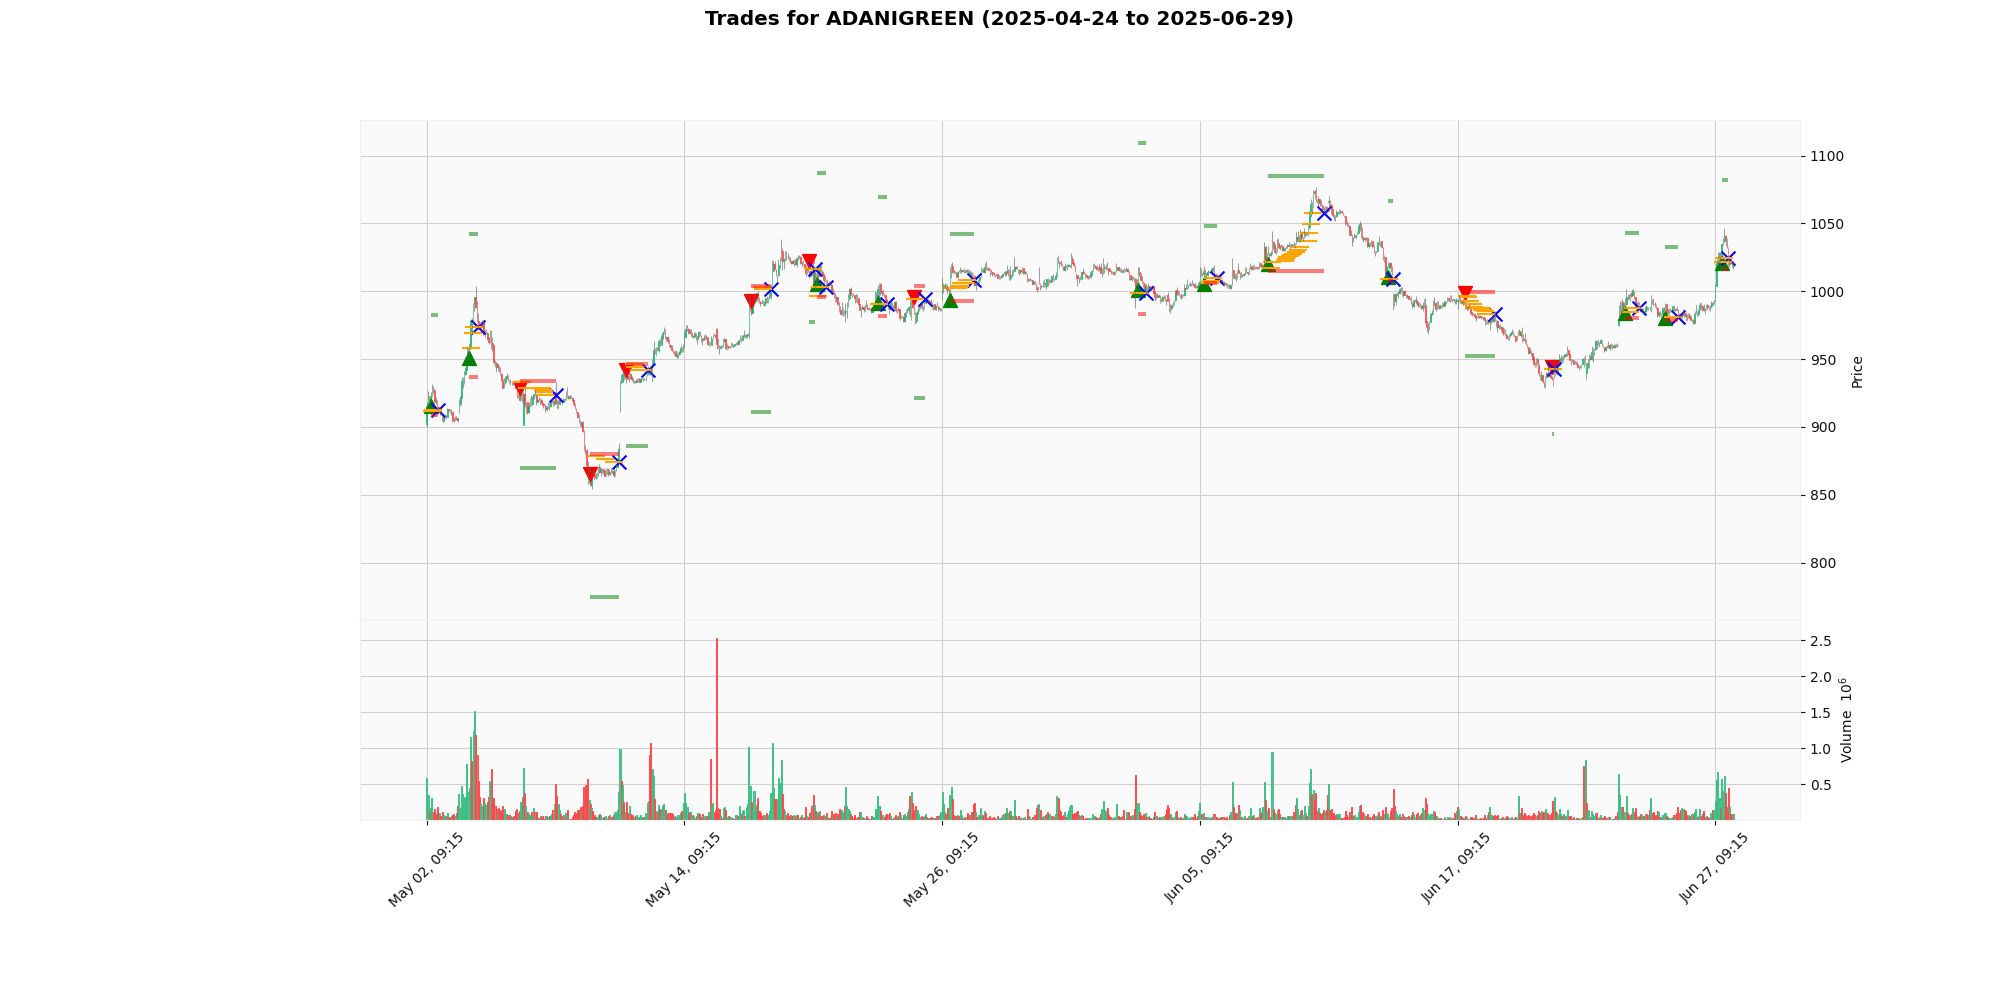 Trades for ADANIGREEN (2025-04-24 to 2025-06-29)
1100
1050
1000
950
900
850
800
Price
2.5
2.0
1.5
1.0
0.5
Volume 10^6
May 02, 09:15
May 14, 09:15
May 26, 09:15
Jun 05, 09:15
Jun 17, 09:15
Jun 27, 09:15